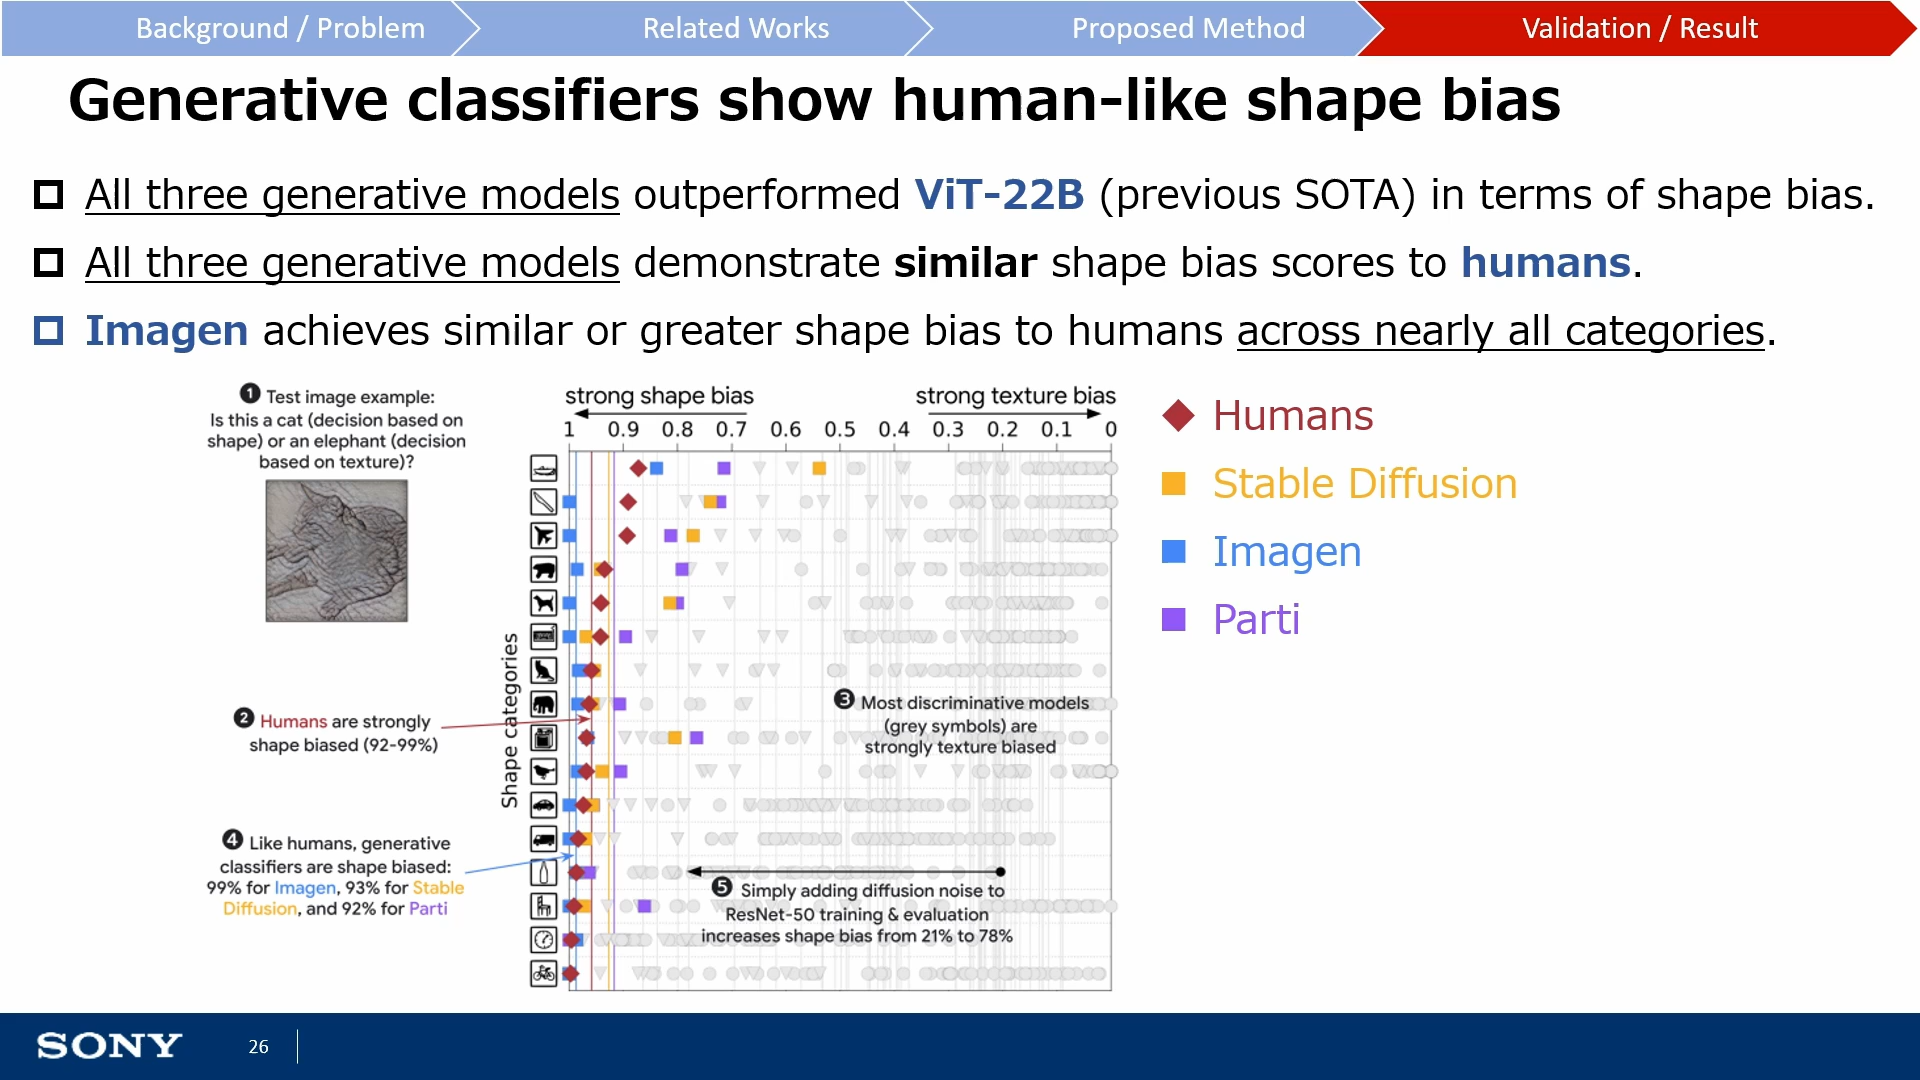 Background / Problem
Related Works
Proposed Method
Validation / Result
Generative classifiers show human-like shape bias
All three generative models outperformed ViT-22B (previous SOTA) in terms of shape bias.
All three generative models demonstrate similar shape bias scores to humans.
Imagen achieves similar or greater shape bias to humans across nearly all categories.
1 Test image example:
Is this a cat (decision based on
shape) or an elephant (decision
based on texture)?
2 Humans are strongly
shape biased (92-99%)
4 Like humans, generative
classifiers are shape biased:
99% for Imagen, 93% for Stable
Diffusion, and 92% for Parti
strong shape bias
strong texture bias
1 0.9 0.8 0.7 0.6 0.5 0.4 0.3 0.2 0.1 0
Shape categories
3 Most discriminative models
(grey symbols) are
strongly texture biased
5 Simply adding diffusion noise to
ResNet-50 training & evaluation
increases shape bias from 21% to 78%
Humans
Stable Diffusion
Imagen
Parti
SONY
26